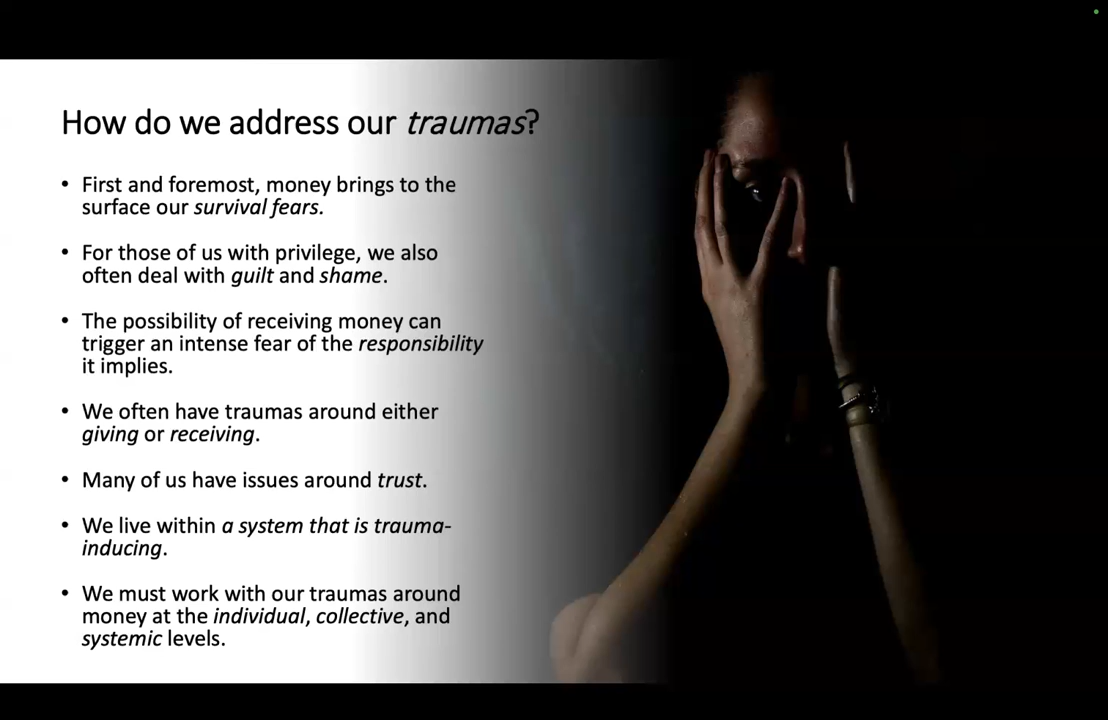 How do we address our traumas?
• First and foremost, money brings to the
surface our survival fears.
• For those of us with privilege, we also
often deal with guilt and shame.
• The possibility of receiving money can
trigger an intense fear of the responsibility
it implies.
• We often have traumas around either
giving or receiving.
• Many of us have issues around trust.
• We live within a system that is trauma-
inducing.
• We must work with our traumas around
money at the individual, collective, and
systemic levels.